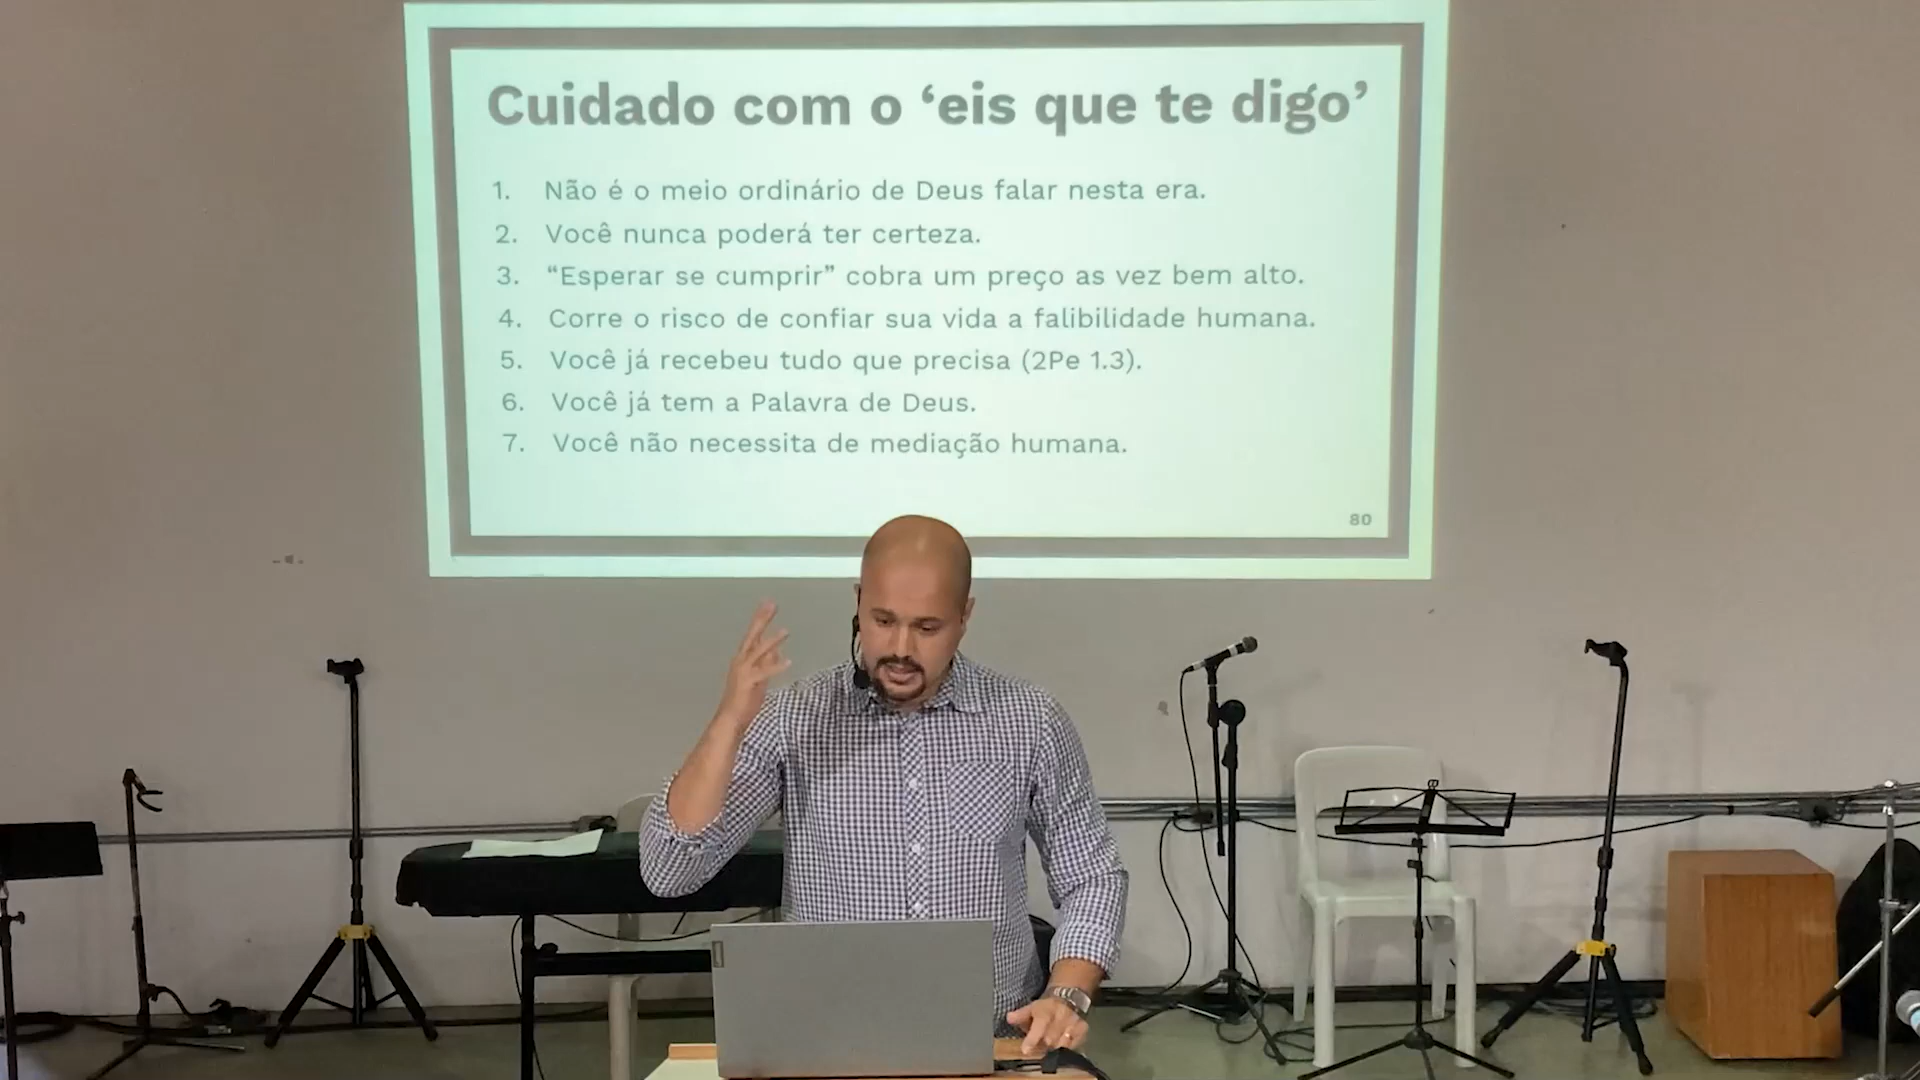 Cuidado com o ‘eis que te digo’
1. Não é o meio ordinário de Deus falar nesta era.
2. Você nunca poderá ter certeza.
3. “Esperar se cumprir” cobra um preço as vez bem alto.
4. Corre o risco de confiar sua vida a falibilidade humana.
5. Você já recebeu tudo que precisa (2Pe 1.3).
6. Você já tem a Palavra de Deus.
7. Você não necessita de mediação humana.
80